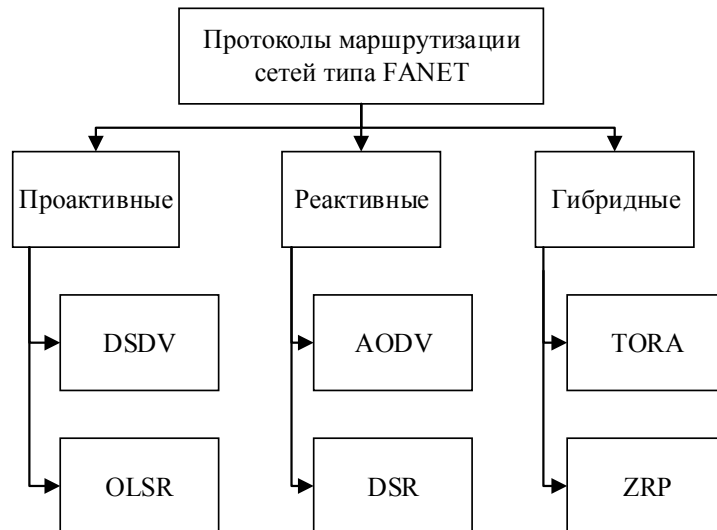 Протоколы маршрутизации
сетей типа FANET
Проактивные
Реактивные
Гибридные
DSDV
AODV
TORA
OLSR
DSR
ZRP